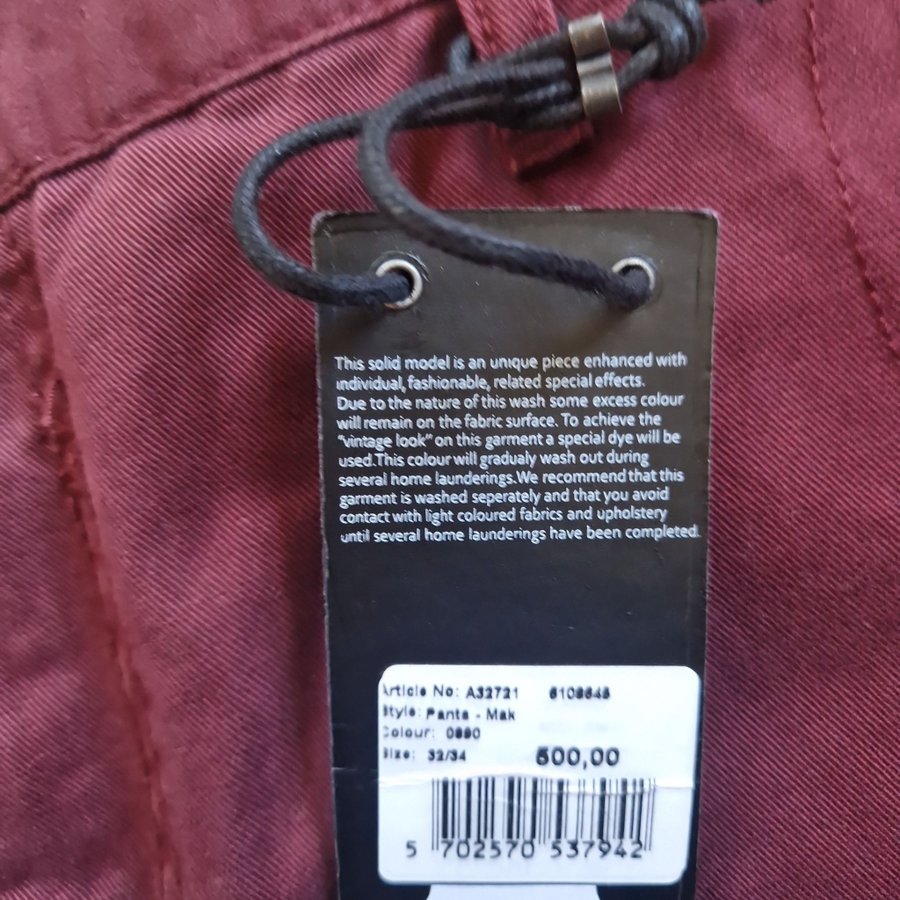 This solid model is an unique piece enhanced with
individual, fashionable, related special effects.
Due to the nature of this wash some excess colour
will remain on the fabric surface. To achieve the
"vintage look" on this garment a special dye will be
used.This colour will gradualy wash out during
several home launderings.We recommend that this
garment is washed seperately and that you avoid
contact with light coloured fabrics and upholstery
until several home launderings have been completed.
Article No: A32721
Style: Pants - Mak
Colour:
Size: 32/34 500,00
5 702570 537942